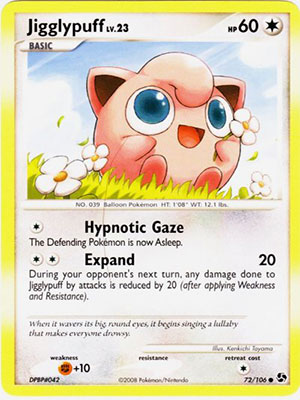 Jigglypuff LV.23 HP 60
BASIC
NO. 039 Balloon Pokémon HT: 1'08" WT: 12.1 lbs.
Hypnotic Gaze
The Defending Pokémon is now Asleep.
Expand 20
During your opponent's next turn, any damage done to
Jigglypuff by attacks is reduced by 20 (after applying Weakness
and Resistance).
When it wavers its big, round eyes, it begins singing a lullaby
that makes everyone drowsy.
Illus. Kenkichi Toyama
weakness resistance retreat cost
+10
DPBP#042 ©2008 Pokémon/Nintendo 72/106